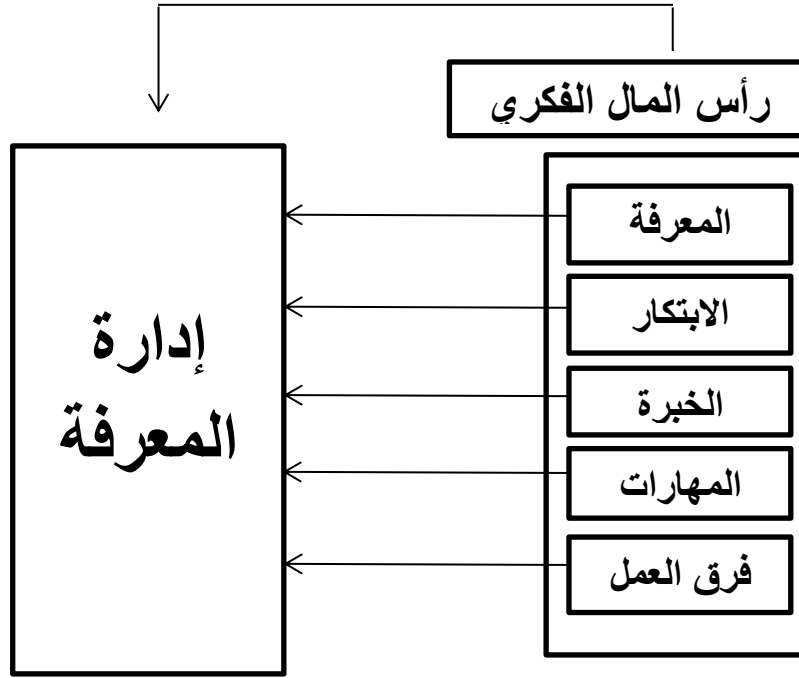 رأس المال الفكري
المعرفة
الابتكار
الخبرة
المهارات
فرق العمل
إدارة
المعرفة